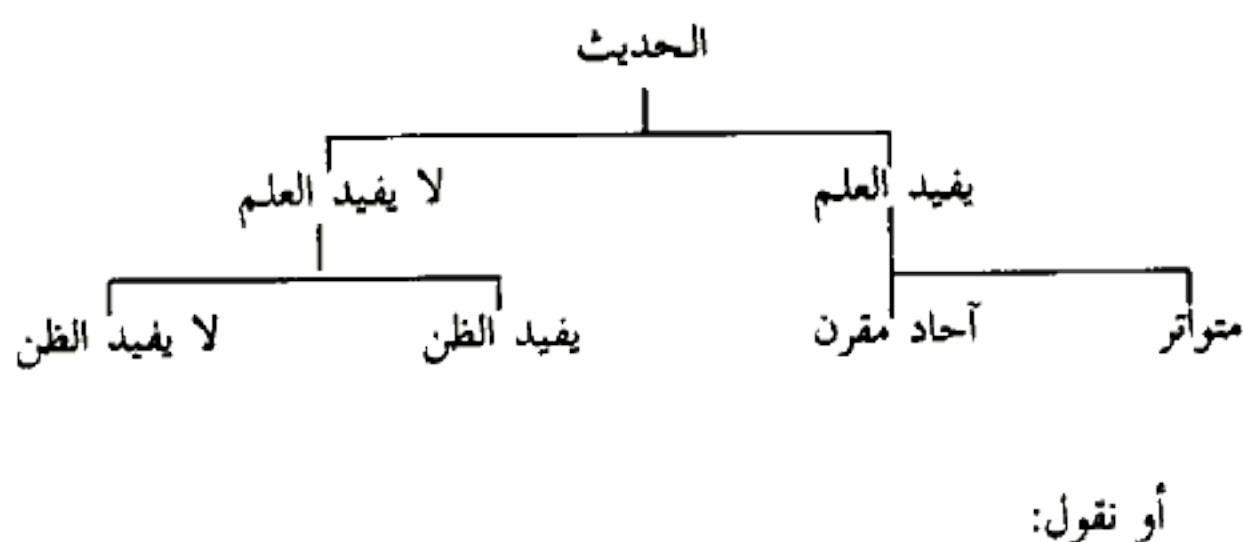 الحديث
يفيد العلم لا يفيد العلم
متواتر آحاد مقرن يفيد الظن لا يفيد الظن
أو نقول: